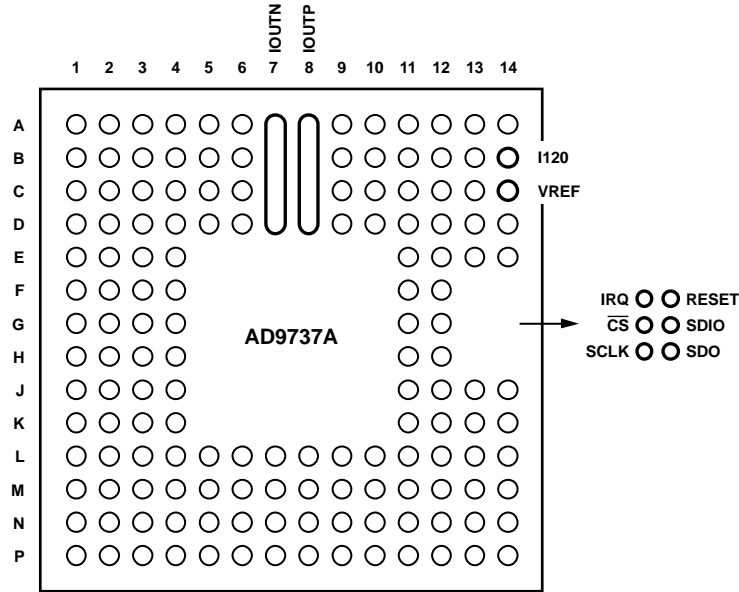 IOUTN
IOUTP
1 2 3 4 5 6 7 8 9 10 11 12 13 14
A
B I120
C VREF
D
E
F
IRQ RESET
G AD9737A CS SDIO
H SCLK SDO
J
K
L
M
N
P